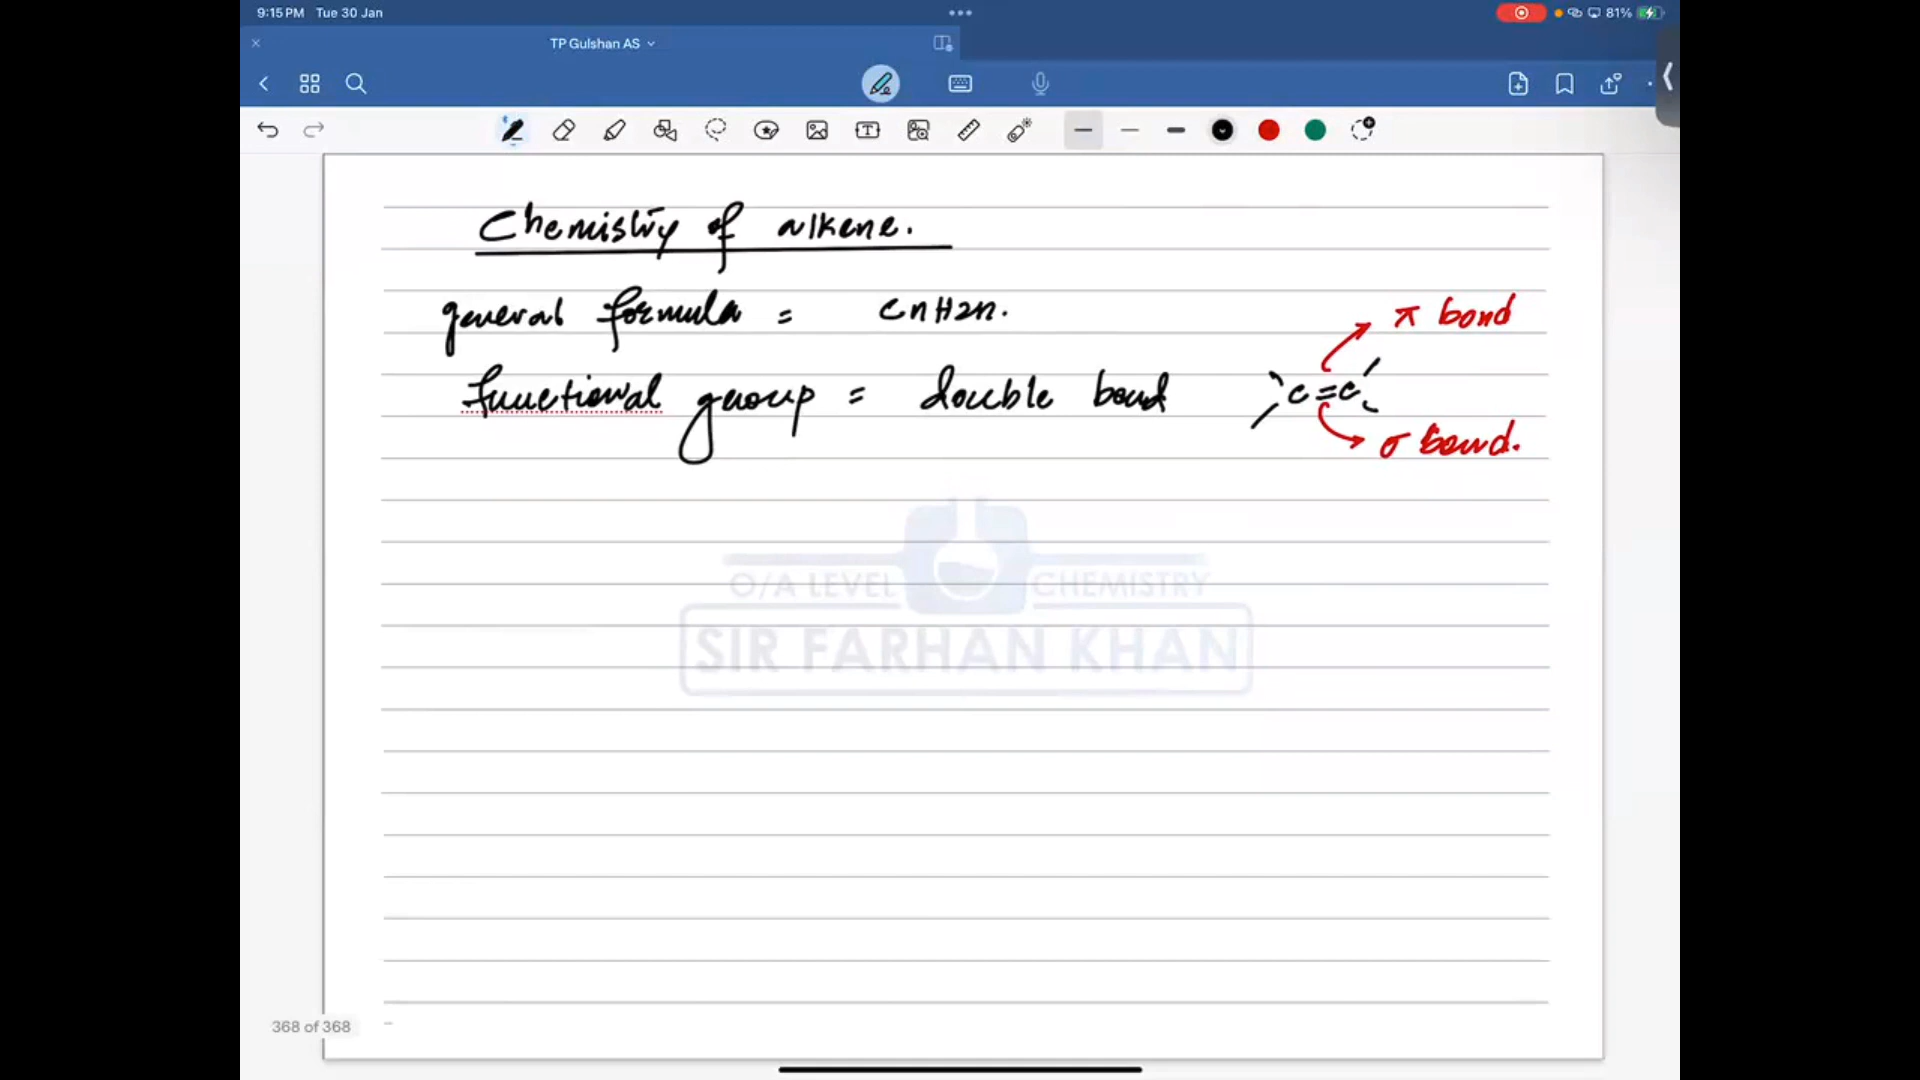 9:15 PM Tue 30 Jan
81%
TP Gulshan AS
Chemistry of alkene.
general formula = CnH2n.
π bond
functional group = double bond C=C
σ bond.
O/A LEVEL CHEMISTRY
SIR FARHAN KHAN
368 of 368